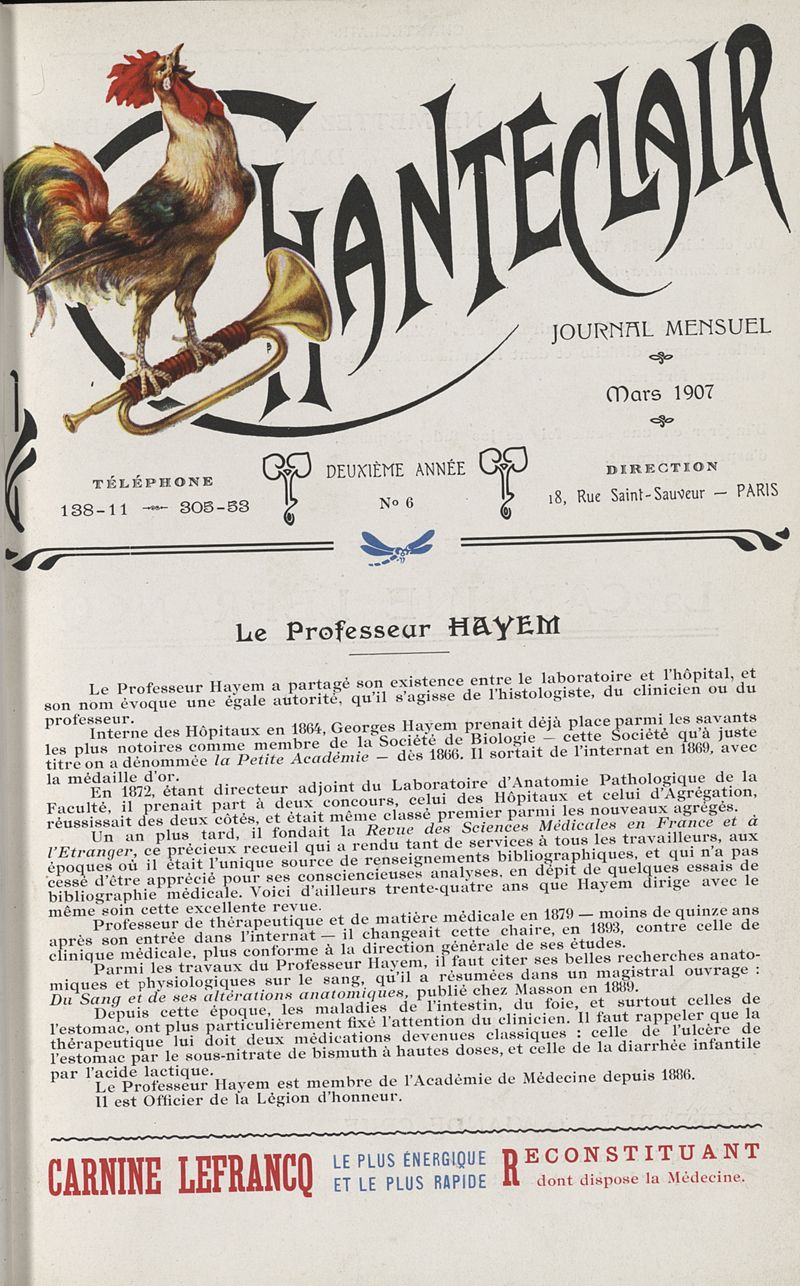 CHANTECLAIR
JOURNAL MENSUEL
Mars 1907
TÉLÉPHONE
138-11 — 305-53
DEUXIÈME ANNÉE
No 6
DIRECTION
18, Rue Saint-Sauveur — PARIS
Le Professeur HAYEM
Le Professeur Hayem a partagé son existence entre le laboratoire et l'hôpital, et
son nom évoque une égale autorité, qu'il s'agisse de l'histologiste, du clinicien ou du
professeur.
Interne des Hôpitaux en 1864, Georges Hayem prenait déjà place parmi les savants
les plus notoires comme membre de la Société de Biologie — cette Société qu'à juste
titre on a dénommée la Petite Académie — dès 1866. Il sortait de l'internat en 1869, avec
la médaille d'or.
En 1872, étant directeur adjoint du Laboratoire d'Anatomie Pathologique de la
Faculté, il prenait part à deux concours, celui des Hôpitaux et celui d'Agrégation,
réussissait des deux côtés, et était même classé premier parmi les nouveaux agrégés.
Un an plus tard, il fondait la Revue des Sciences Médicales en France et à
l'Etranger, ce précieux recueil qui a rendu tant de services à tous les travailleurs, aux
époques où il était l'unique source de renseignements bibliographiques, et qui n'a pas
cessé d'être apprécié pour ses consciencieuses analyses, en dépit de quelques essais de
bibliographie médicale. Voici d'ailleurs trente-quatre ans que Hayem dirige avec le
même soin cette excellente revue.
Professeur de thérapeutique et de matière médicale en 1879 — moins de quinze ans
après son entrée dans l'internat — il changeait cette chaire, en 1893, contre celle de
clinique médicale, plus conforme à la direction générale de ses études.
Parmi les travaux du Professeur Hayem, il faut citer ses belles recherches anato-
miques et physiologiques sur le sang, qu'il a résumées dans un magistral ouvrage :
Du Sang et de ses altérations anatomiques, publié chez Masson en 1889.
Depuis cette époque, les maladies de l'intestin, du foie, et surtout celles de
l'estomac, ont plus particulièrement fixé l'attention du clinicien. Il faut rappeler que la
thérapeutique lui doit deux médications devenues classiques : celle de l'ulcère de
l'estomac par le sous-nitrate de bismuth à hautes doses, et celle de la diarrhée infantile
par l'acide lactique.
Le Professeur Hayem est membre de l'Académie de Médecine depuis 1886.
Il est Officier de la Légion d'honneur.
CARNINE LEFRANCQ
LE PLUS ÉNERGIQUE
ET LE PLUS RAPIDE
RECONSTITUANT
dont dispose la Médecine.